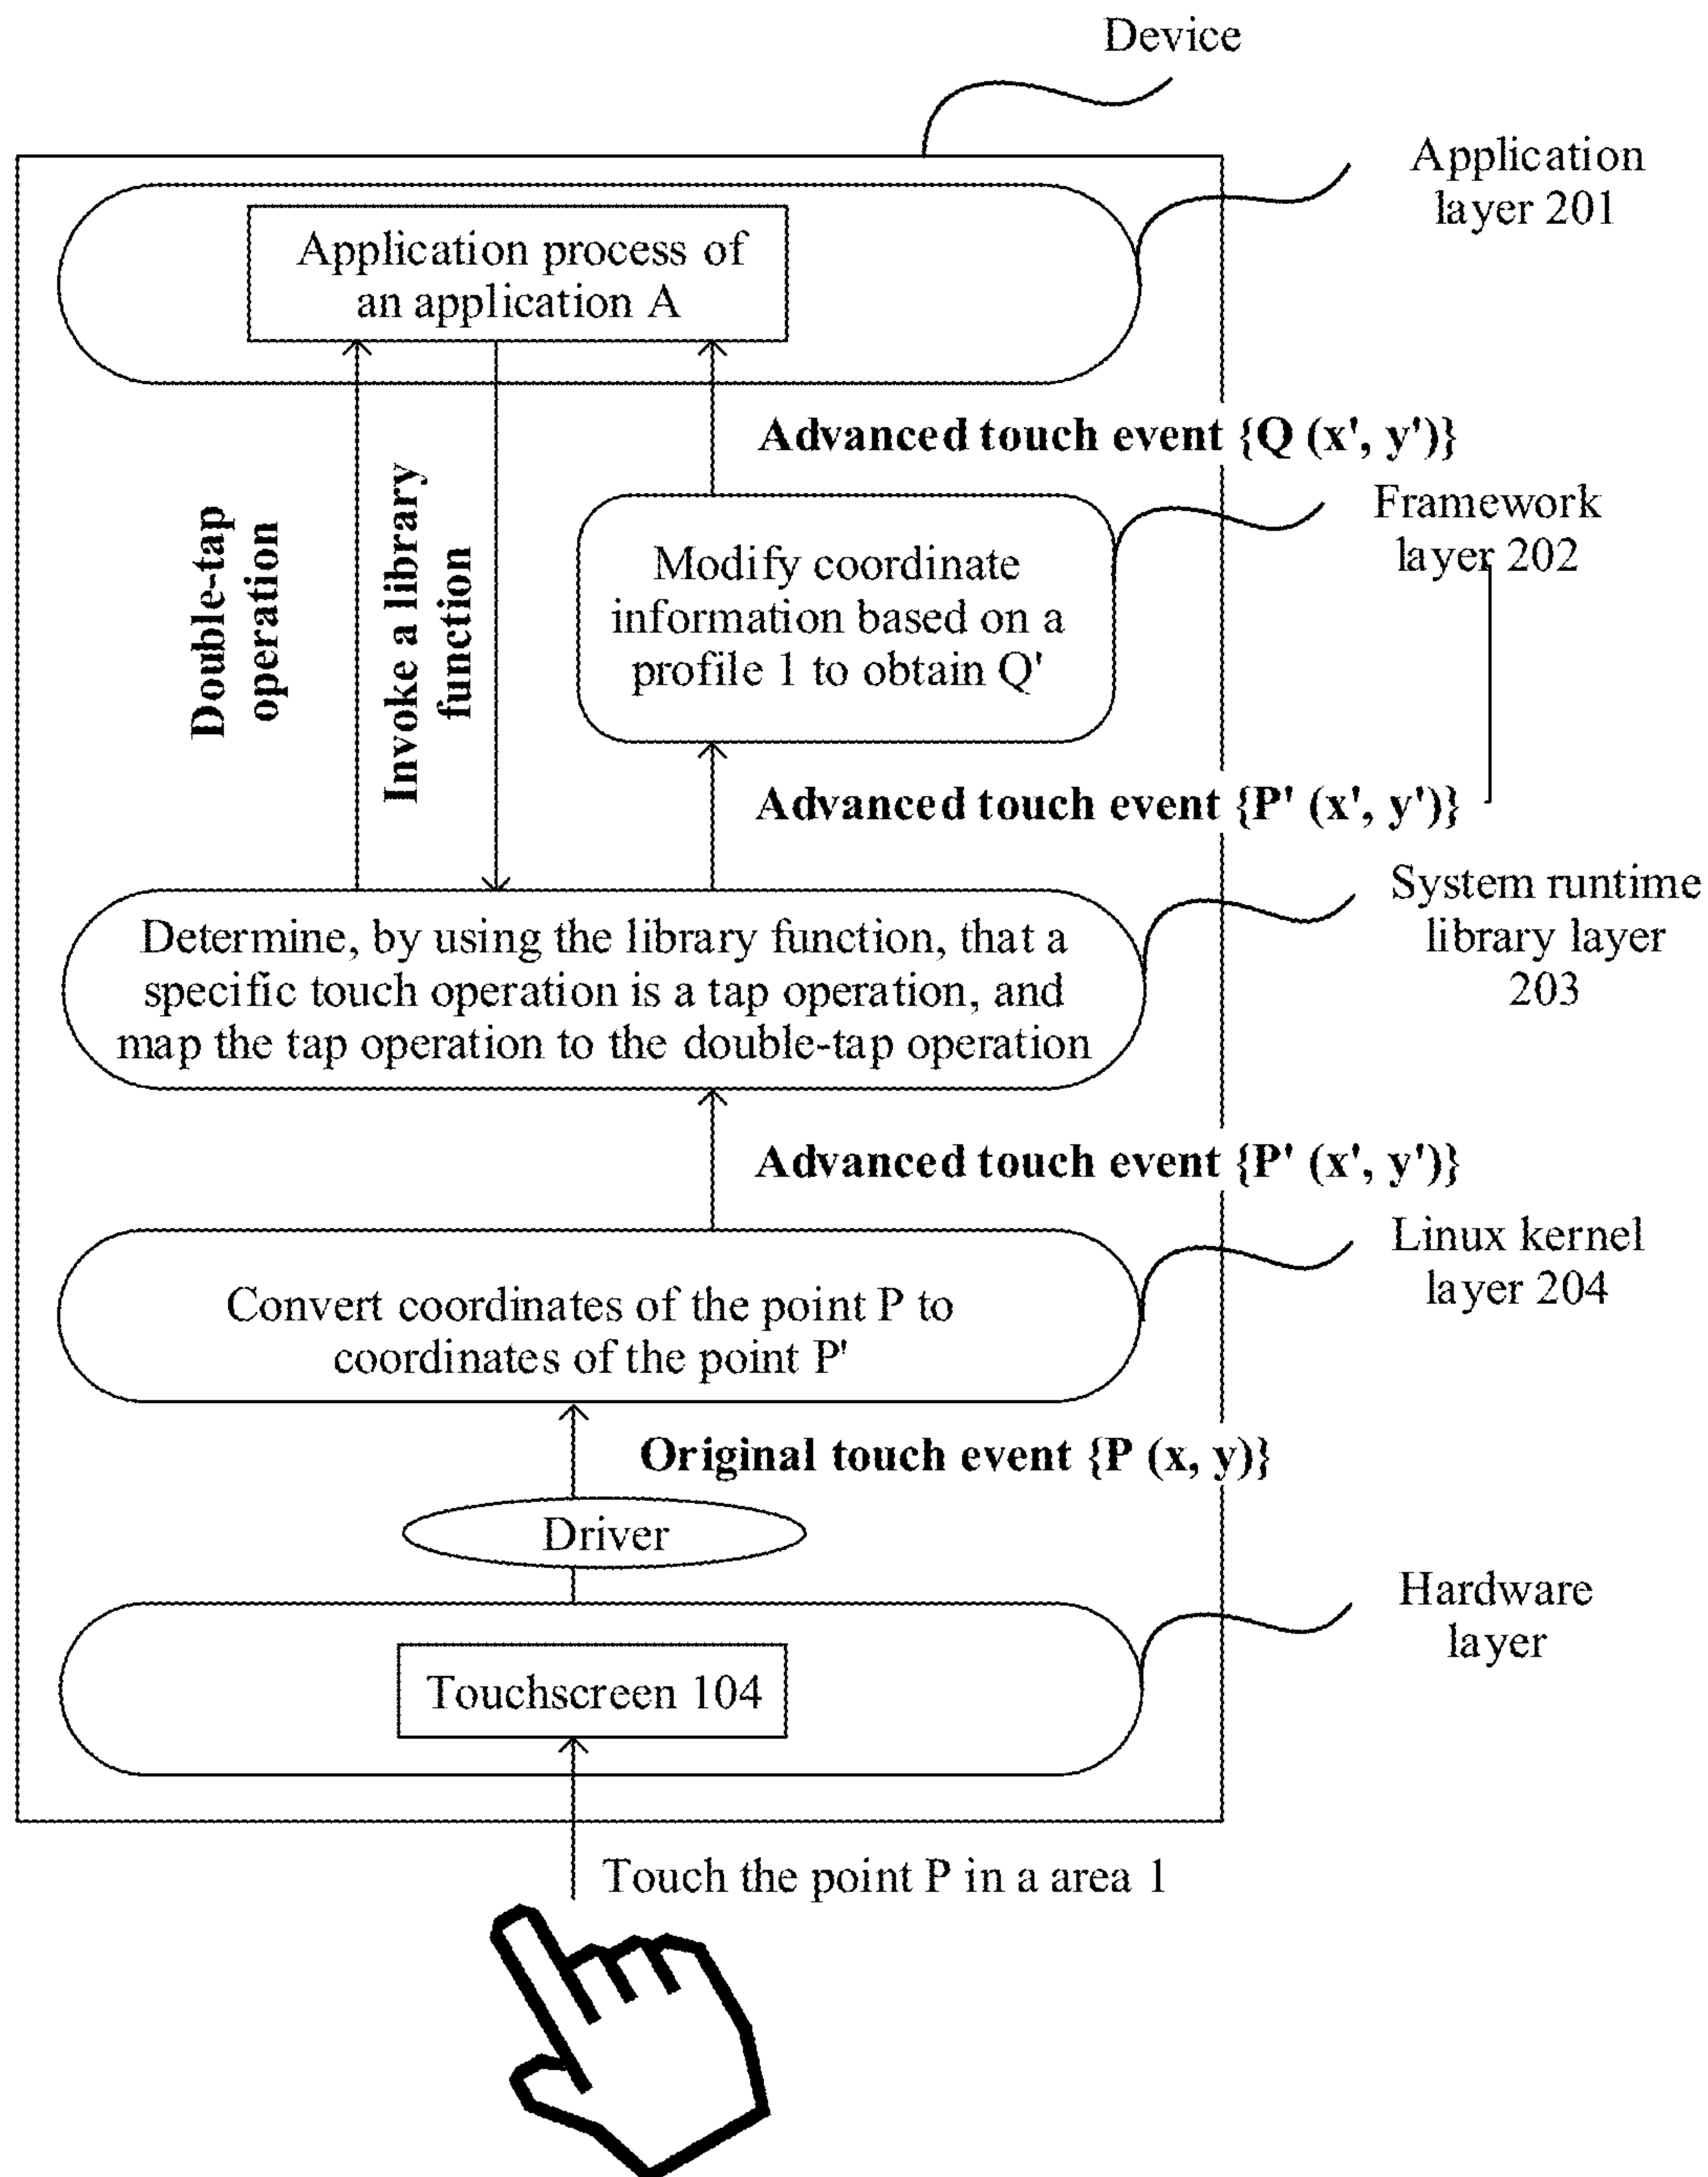 Device
Application
layer 201
Application process of
an application A
Advanced touch event {Q (x', y')}
Double-tap
operation
Invoke a library
function
Framework
layer 202
Modify coordinate
information based on a
profile 1 to obtain Q'
Advanced touch event {P' (x', y')}
System runtime
library layer
203
Determine, by using the library function, that a
specific touch operation is a tap operation, and
map the tap operation to the double-tap operation
Advanced touch event {P' (x', y')}
Linux kernel
layer 204
Convert coordinates of the point P to
coordinates of the point P'
Original touch event {P (x, y)}
Driver
Hardware
layer
Touchscreen 104
Touch the point P in a area 1